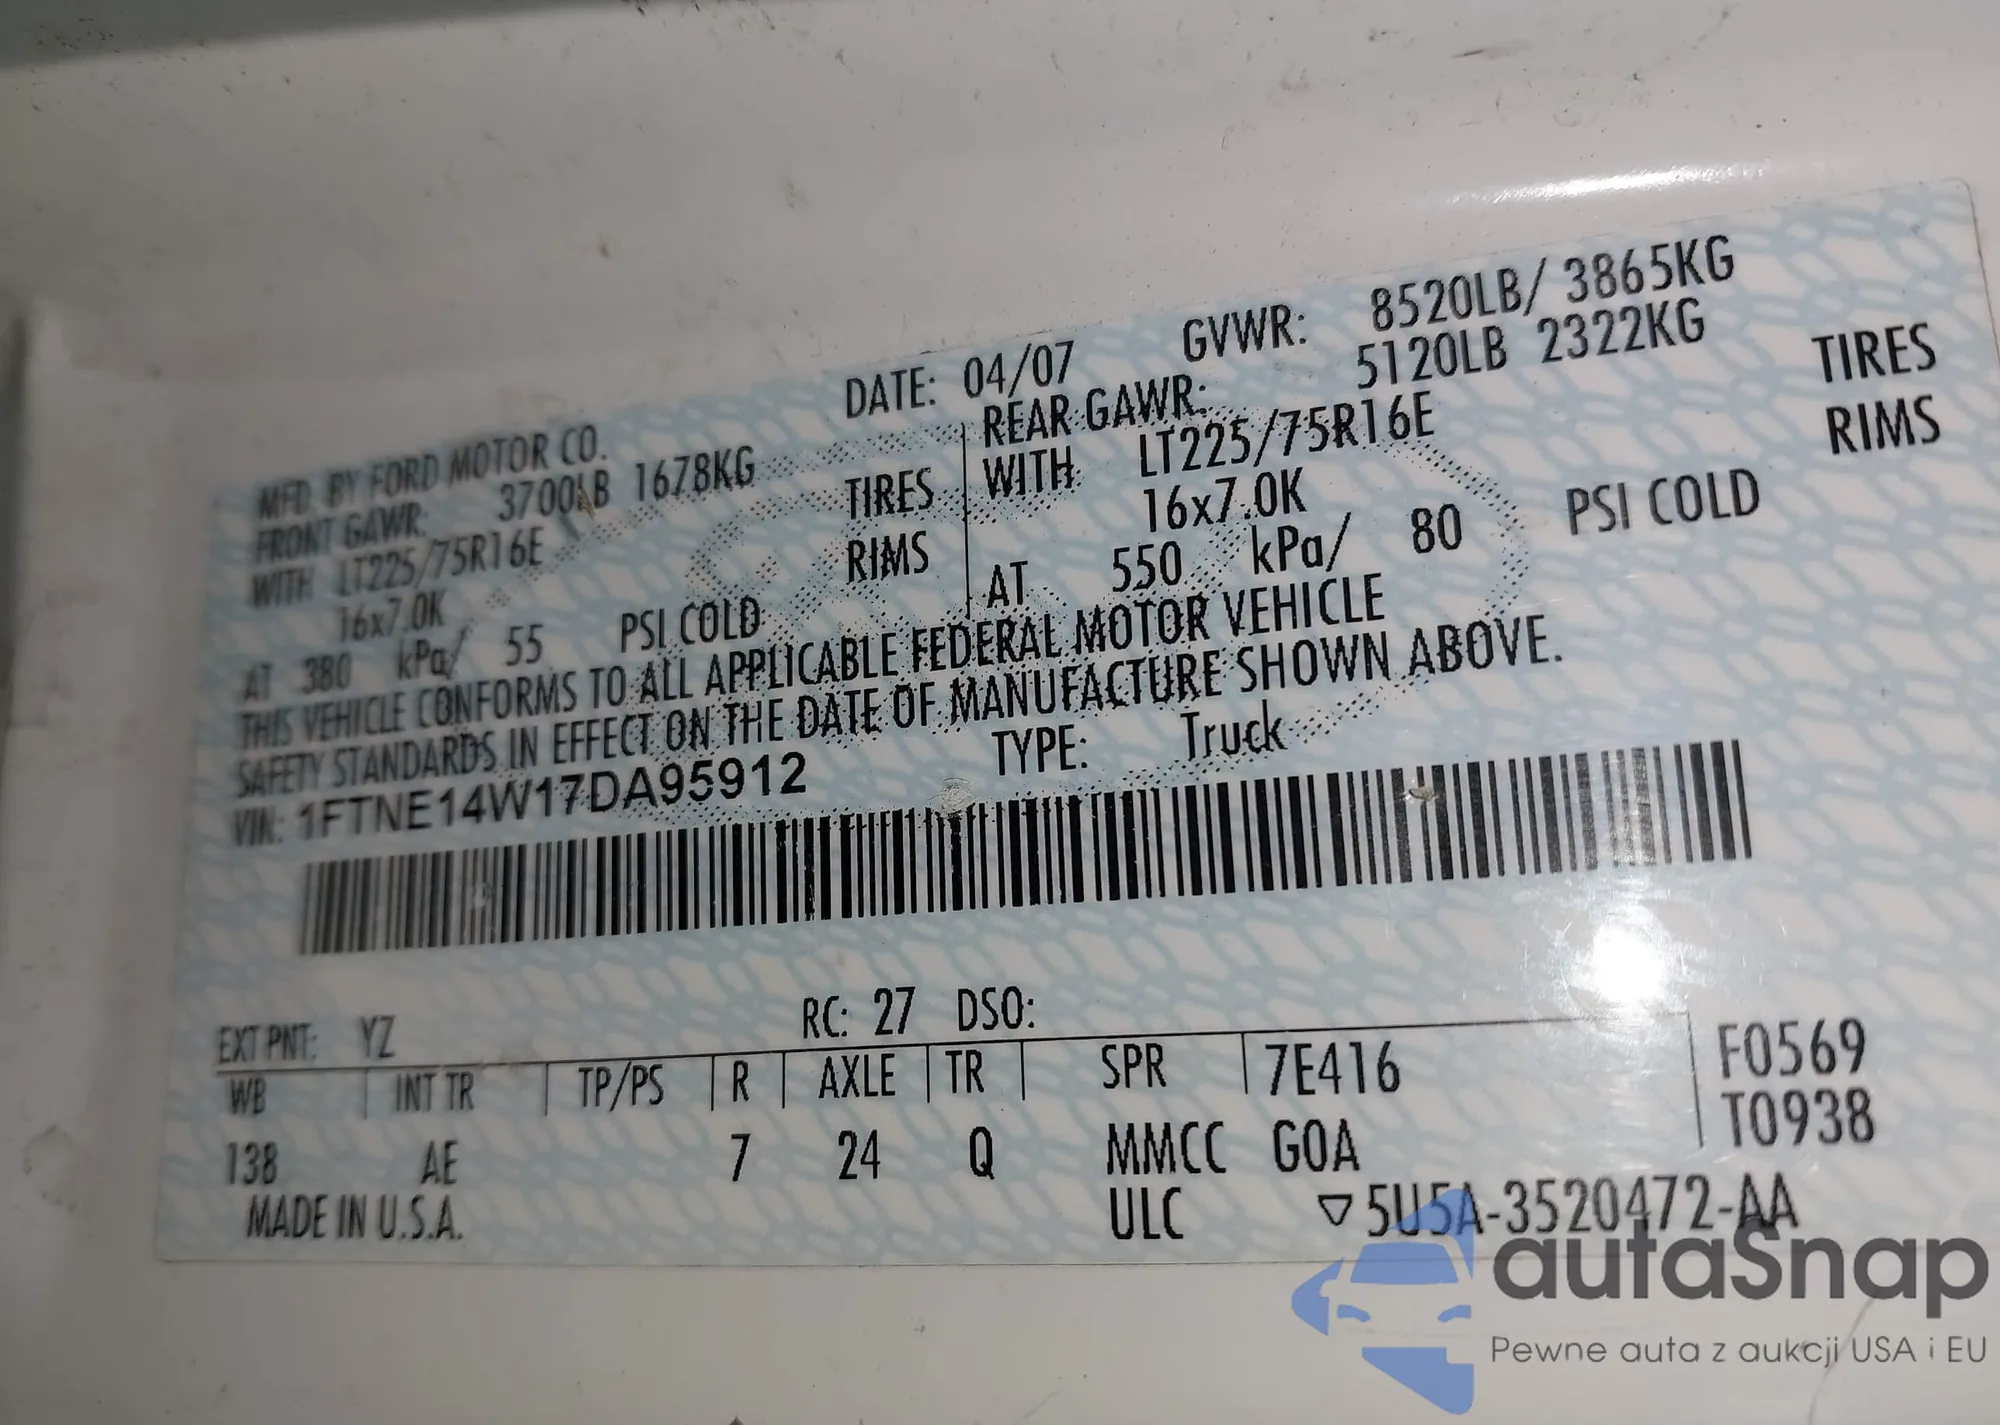 MFD. BY FORD MOTOR CO. DATE: 04/07 GVWR: 8520LB/ 3865KG
FRONT GAWR: 3700LB 1678KG REAR GAWR: 5120LB 2322KG
WITH LT225/75R16E TIRES WITH LT225/75R16E TIRES
16x7.0K RIMS 16x7.0K RIMS
AT 380 kPa/ 55 PSI COLD AT 550 kPa/ 80 PSI COLD
THIS VEHICLE CONFORMS TO ALL APPLICABLE FEDERAL MOTOR VEHICLE
SAFETY STANDARDS IN EFFECT ON THE DATE OF MANUFACTURE SHOWN ABOVE.
VIN: 1FTNE14W17DA95912 TYPE: Truck
EXT PNT: YZ RC: 27 DSO:
WB INT TR TP/PS R AXLE TR SPR 7E416 F0569
138 AE 7 24 Q MMCC GOA T0938
MADE IN U.S.A. ULC ▽5U5A-3520472-AA
autaSnap
Pewne auta z aukcji USA i EU